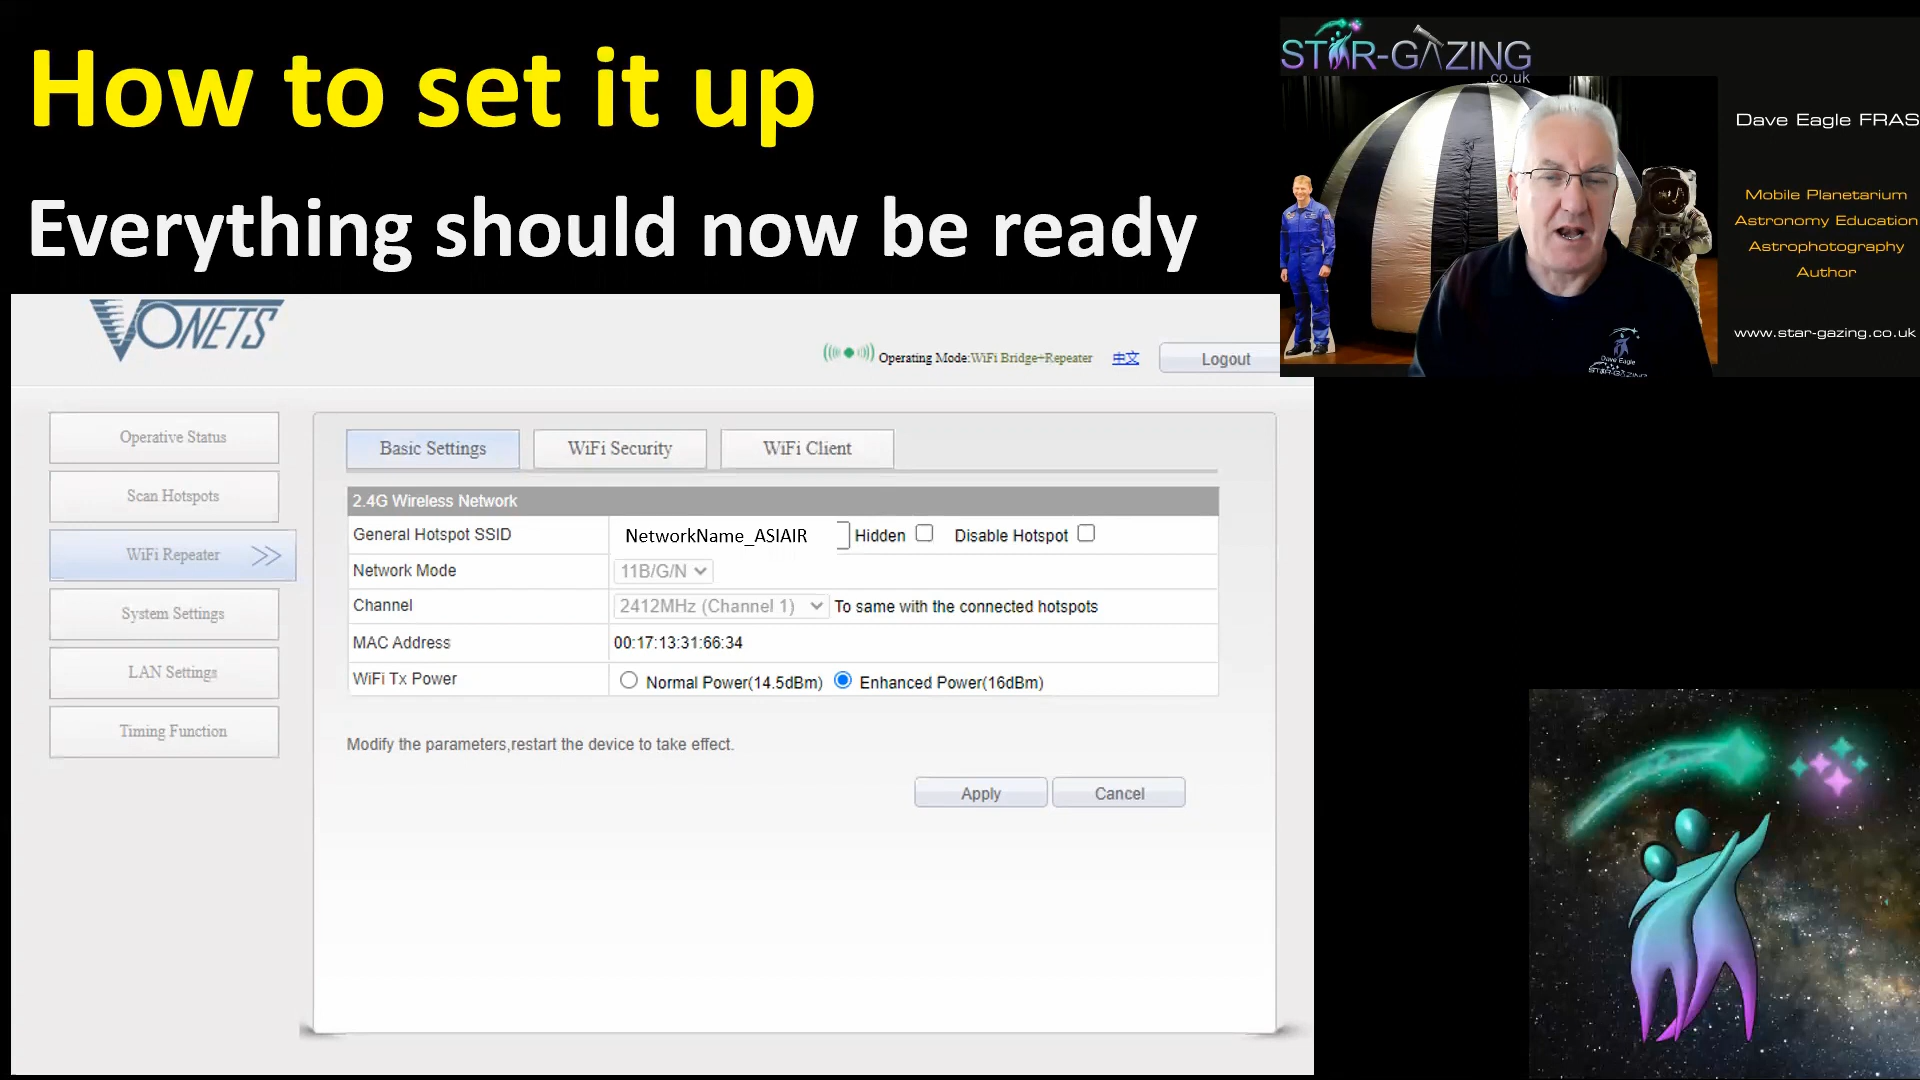 How to set it up
Everything should now be ready
STAR-GAZING
.co.uk
Dave Eagle FRAS
Mobile Planetarium
Astronomy Education
Astrophotography
Author
www.star-gazing.co.uk
Dave Eagle
STAR-GAZING
VONETS
Operating Mode:WiFi Bridge+Repeater 中文 Logout
Operative Status
Scan Hotspots
WiFi Repeater >>
System Settings
LAN Settings
Timing Function
Basic Settings WiFi Security WiFi Client
2.4G Wireless Network
General Hotspot SSID NetworkName_ASIAIR Hidden Disable Hotspot
Network Mode 11B/G/N
Channel 2412MHz (Channel 1) To same with the connected hotspots
MAC Address 00:17:13:31:66:34
WiFi Tx Power Normal Power(14.5dBm) Enhanced Power(16dBm)
Modify the parameters,restart the device to take effect.
Apply Cancel